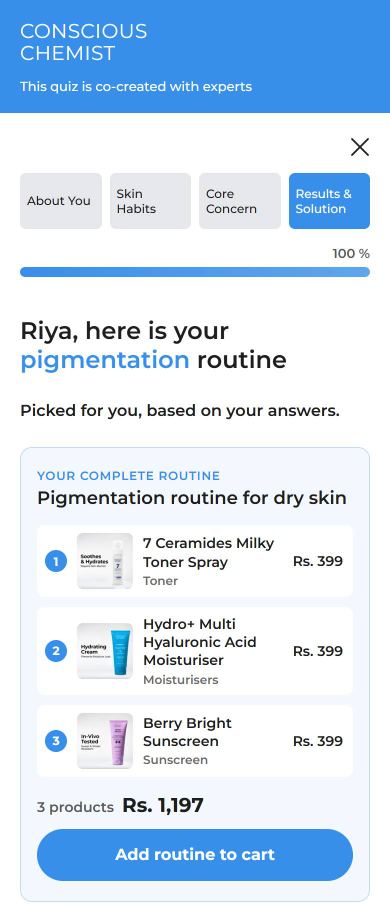 CONSCIOUS
CHEMIST
This quiz is co-created with experts
About You
Skin
Habits
Core
Concern
Results &
Solution
100 %
Riya, here is your
pigmentation routine
Picked for you, based on your answers.
YOUR COMPLETE ROUTINE
Pigmentation routine for dry skin
1
Soothes
& Hydrates
7
7 Ceramides Milky
Toner Spray
Toner
Rs. 399
2
Hydrating
Cream
Hydro+ Multi
Hyaluronic Acid
Moisturiser
Moisturisers
Rs. 399
3
In-Vivo
Tested
Berry Bright
Sunscreen
Sunscreen
Rs. 399
3 products Rs. 1,197
Add routine to cart